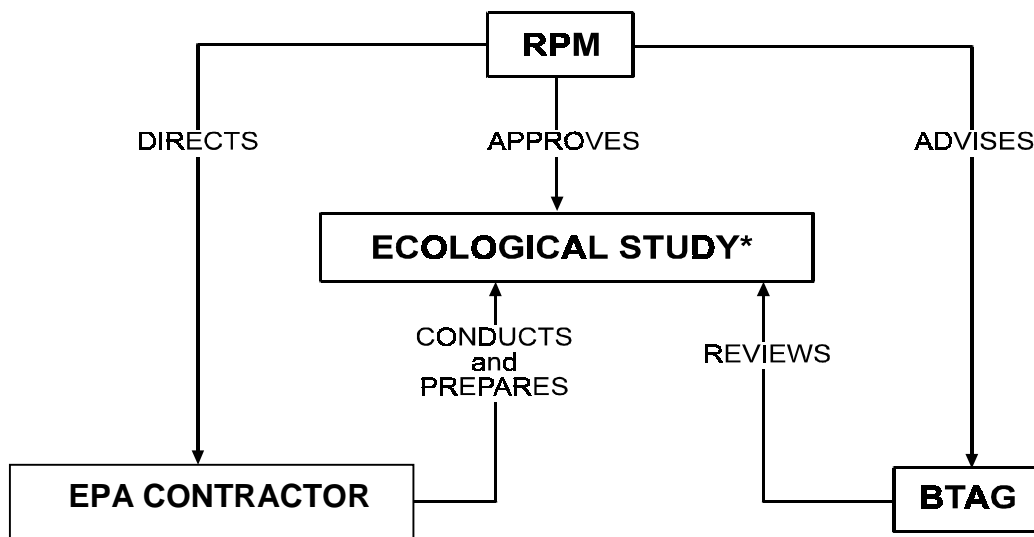 RPM
DIRECTS
APPROVES
ADVISES
ECOLOGICAL STUDY*
CONDUCTS
and
PREPARES
REVIEWS
EPA CONTRACTOR
BTAG